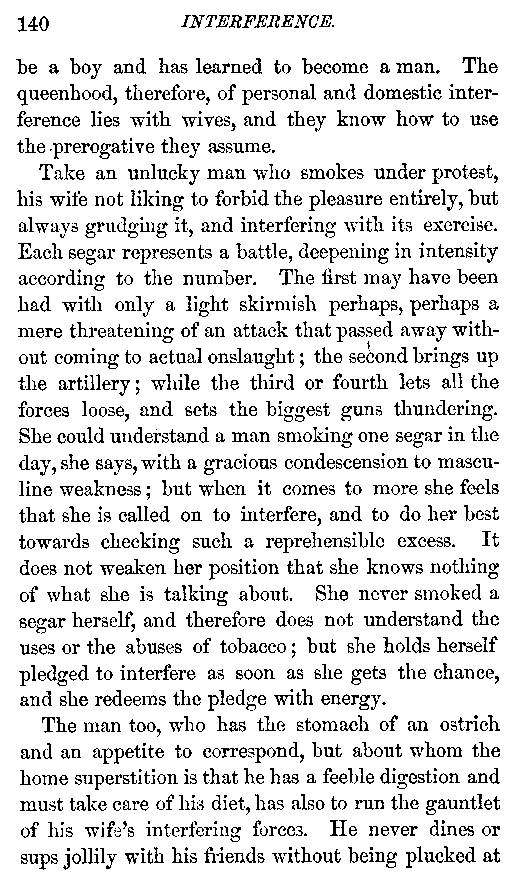 140 INTERFERENCE.
be a boy and has learned to become a man. The
queenhood, therefore, of personal and domestic inter-
ference lies with wives, and they know how to use
the prerogative they assume.
Take an unlucky man who smokes under protest,
his wife not liking to forbid the pleasure entirely, but
always grudging it, and interfering with its exercise.
Each segar represents a battle, deepening in intensity
according to the number. The first may have been
had with only a light skirmish perhaps, perhaps a
mere threatening of an attack that passed away with-
out coming to actual onslaught; the second brings up
the artillery; while the third or fourth lets all the
forces loose, and sets the biggest guns thundering.
She could understand a man smoking one segar in the
day, she says, with a gracious condescension to mascu-
line weakness; but when it comes to more she feels
that she is called on to interfere, and to do her best
towards checking such a reprehensible excess. It
does not weaken her position that she knows nothing
of what she is talking about. She never smoked a
segar herself, and therefore does not understand the
uses or the abuses of tobacco; but she holds herself
pledged to interfere as soon as she gets the chance,
and she redeems the pledge with energy.
The man too, who has the stomach of an ostrich
and an appetite to correspond, but about whom the
home superstition is that he has a feeble digestion and
must take care of his diet, has also to run the gauntlet
of his wife's interfering forces. He never dines or
sups jollily with his friends without being plucked at